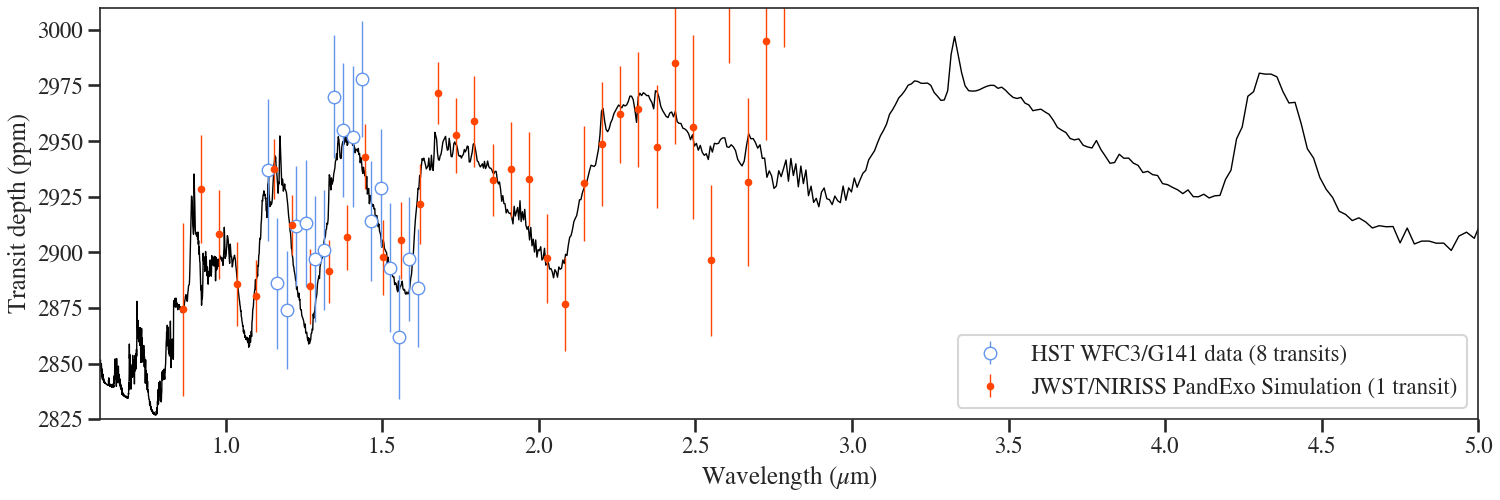 3000
2975
2950
2925
2900
2875
2850
2825
Transit depth (ppm)
1.0 1.5 2.0 2.5 3.0 3.5 4.0 4.5 5.0
Wavelength (μm)
HST WFC3/G141 data (8 transits)
JWST/NIRISS PandExo Simulation (1 transit)